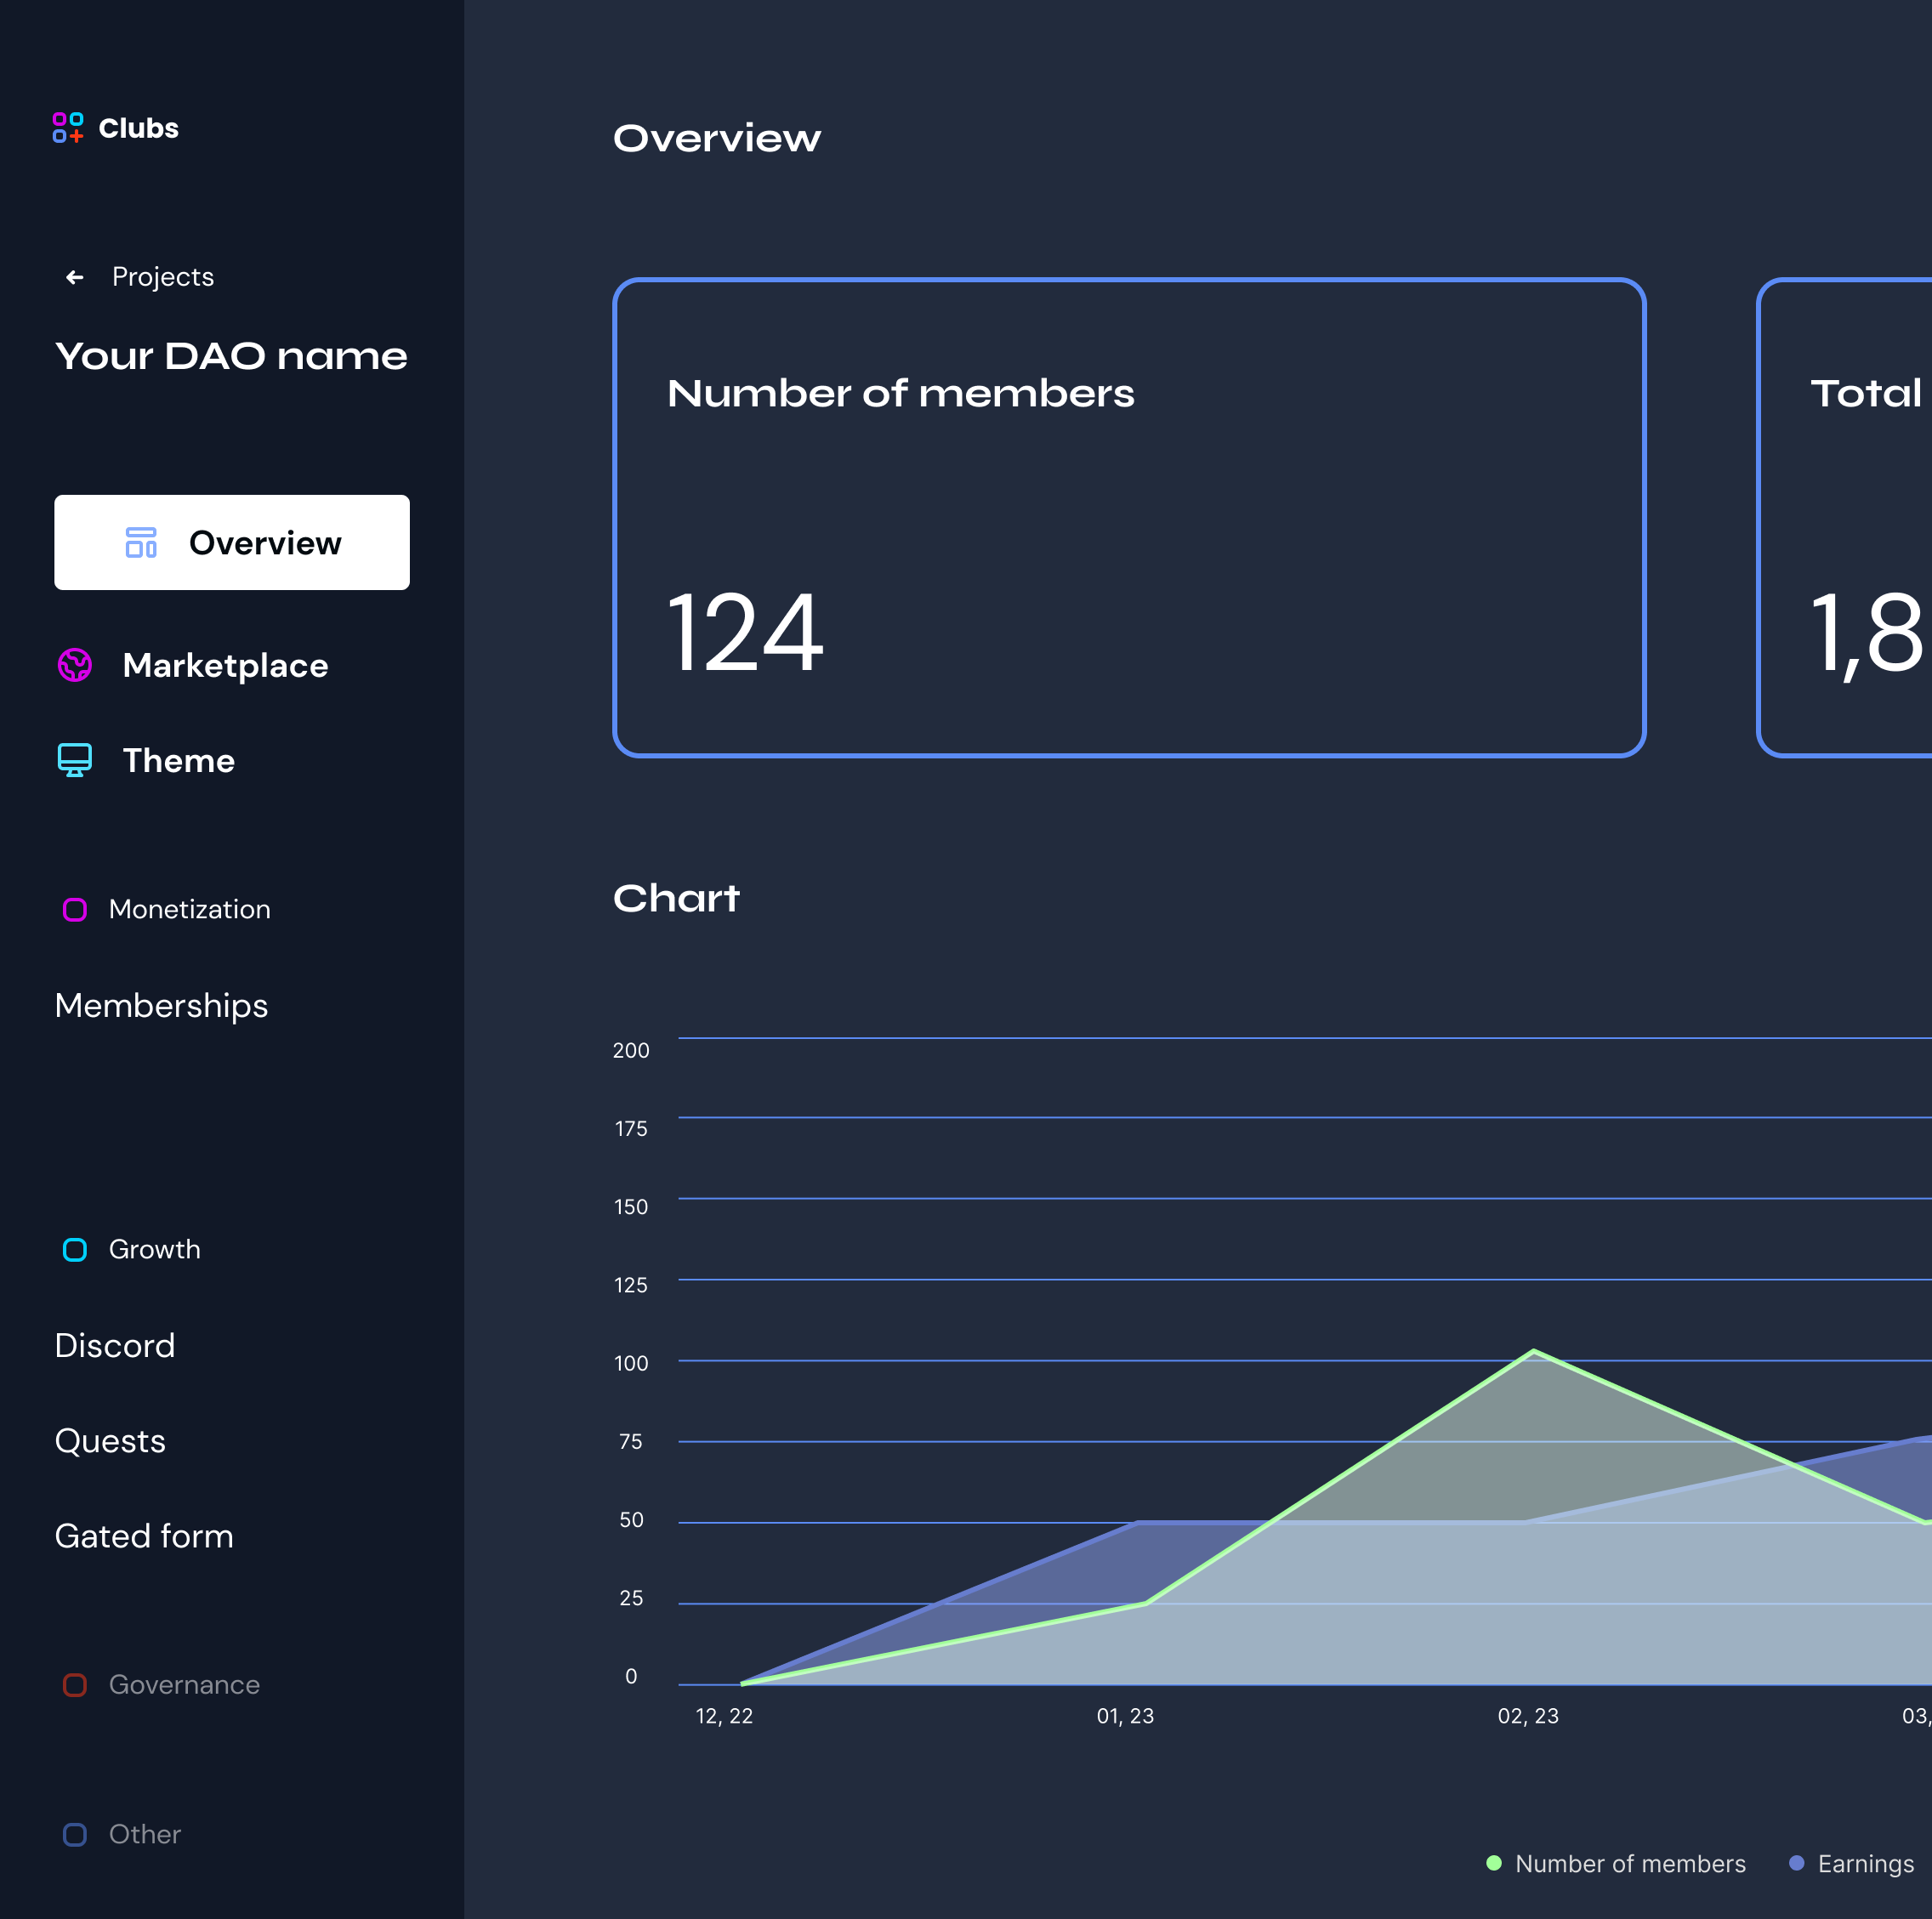 Clubs
Projects
Your DAO name
Overview
Marketplace
Theme
Monetization
Memberships
Growth
Discord
Quests
Gated form
Governance
Other
Overview
Number of members
124
Total
1,8
Chart
200
175
150
125
100
75
50
25
0
12, 22
01, 23
02, 23
03,
Number of members
Earnings